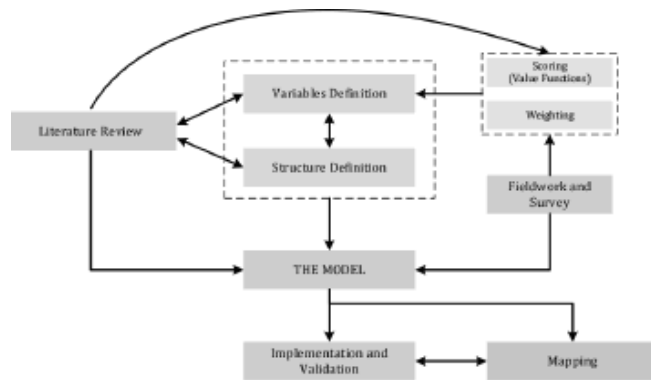 Scoring
(Value Functions)
Variables Definition
Weighting
Literature Review
Structure Definition
Fieldwork and
Survey
THE MODEL
Implementation and
Validation
Mapping